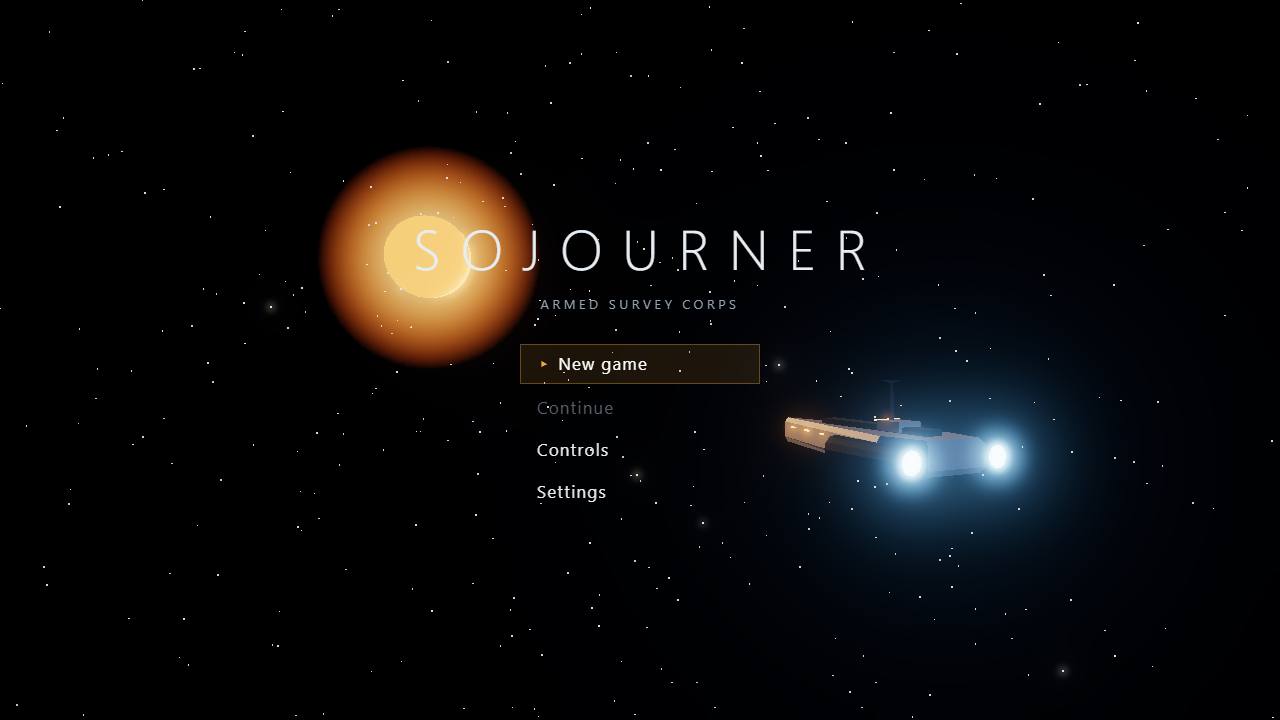 SOJOURNER
ARMED SURVEY CORPS
New game
Continue
Controls
Settings